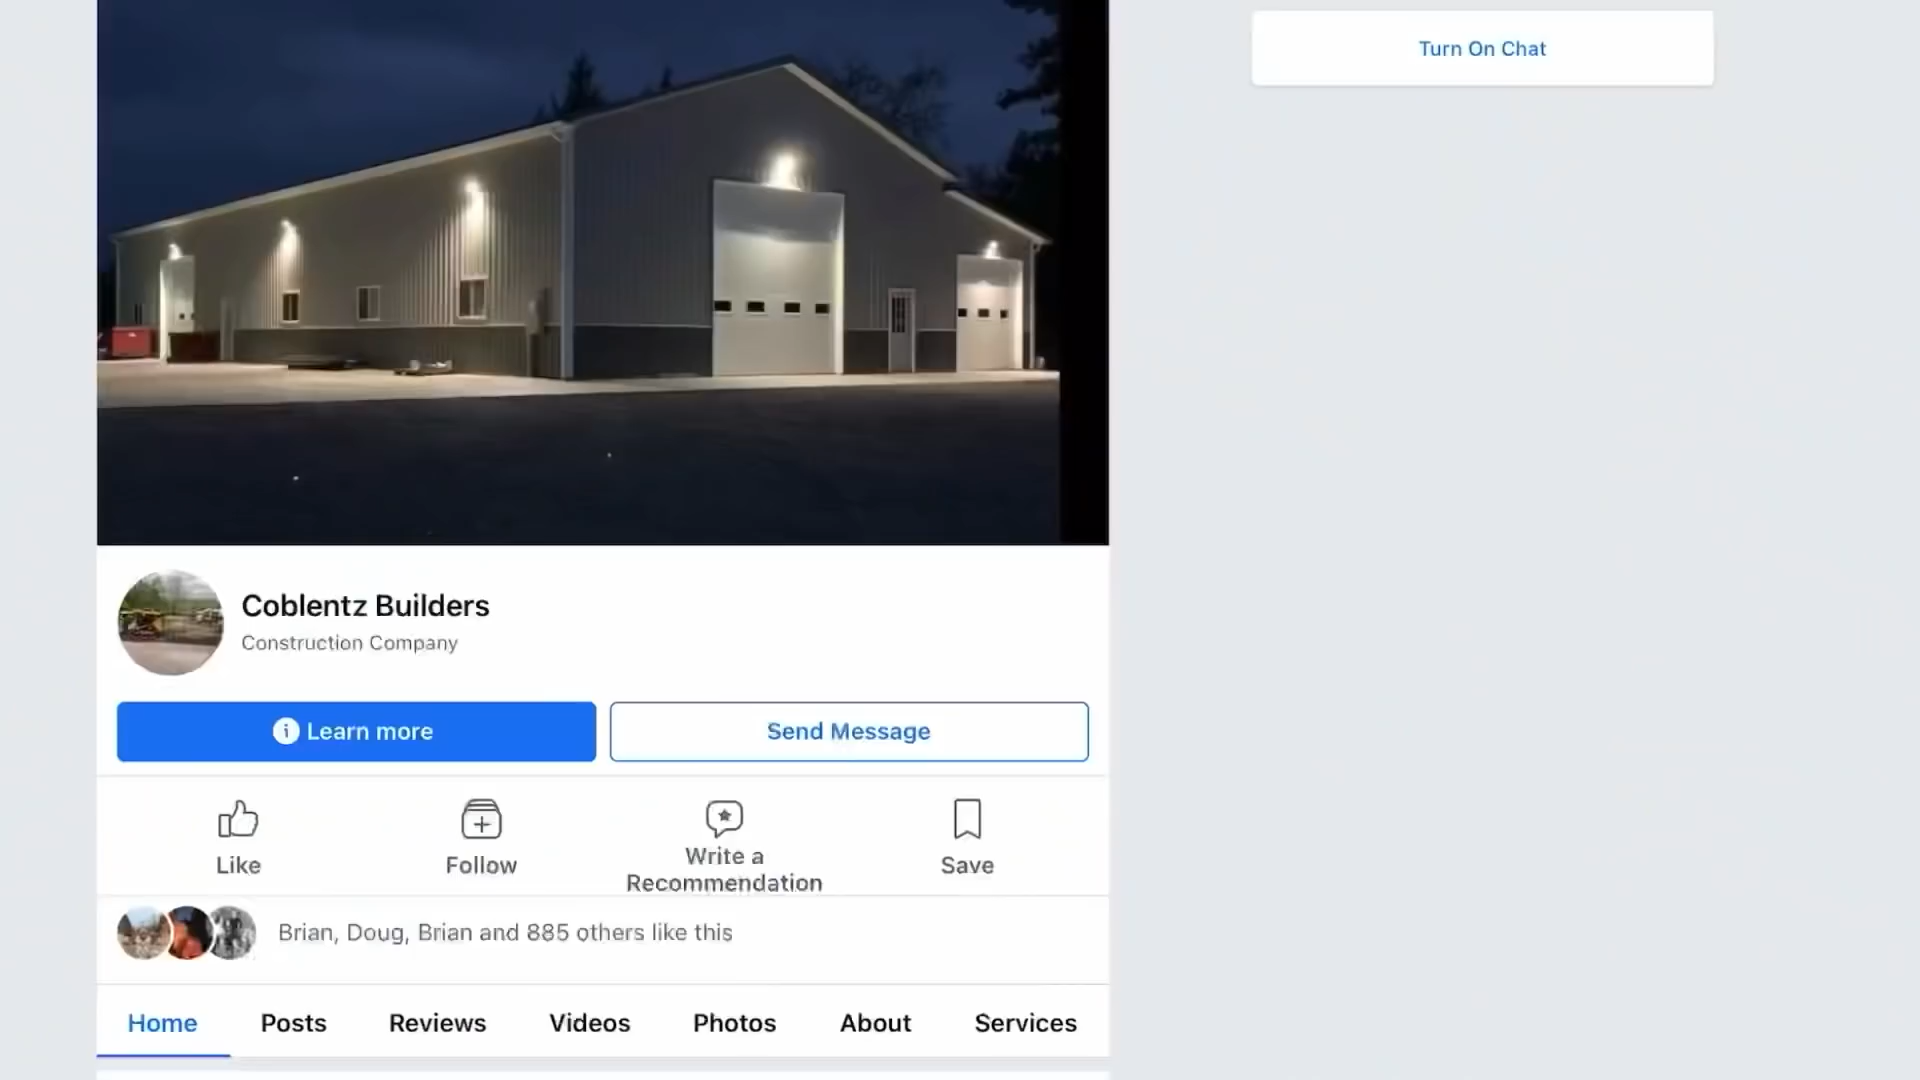 Turn On Chat
Coblentz Builders
Construction Company
Learn more
Send Message
Like
Follow
Write a
Recommendation
Save
Brian, Doug, Brian and 885 others like this
Home
Posts
Reviews
Videos
Photos
About
Services